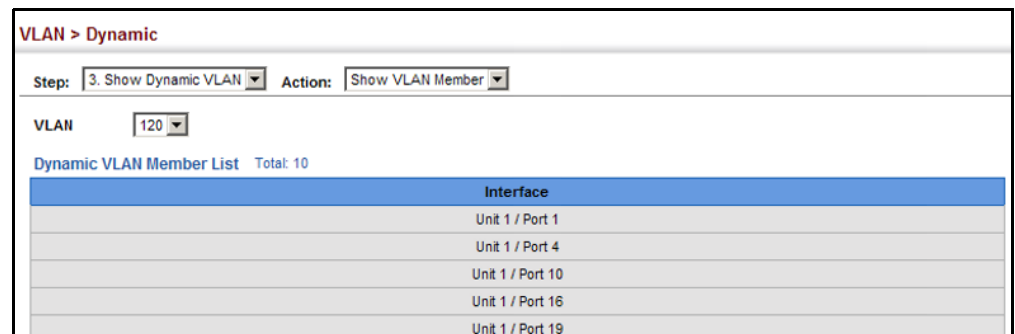 VLAN > Dynamic
Step: 3. Show Dynamic VLAN Action: Show VLAN Member
VLAN 120
Dynamic VLAN Member List Total: 10
Interface
Unit 1 / Port 1
Unit 1 / Port 4
Unit 1 / Port 10
Unit 1 / Port 16
Unit 1 / Port 19